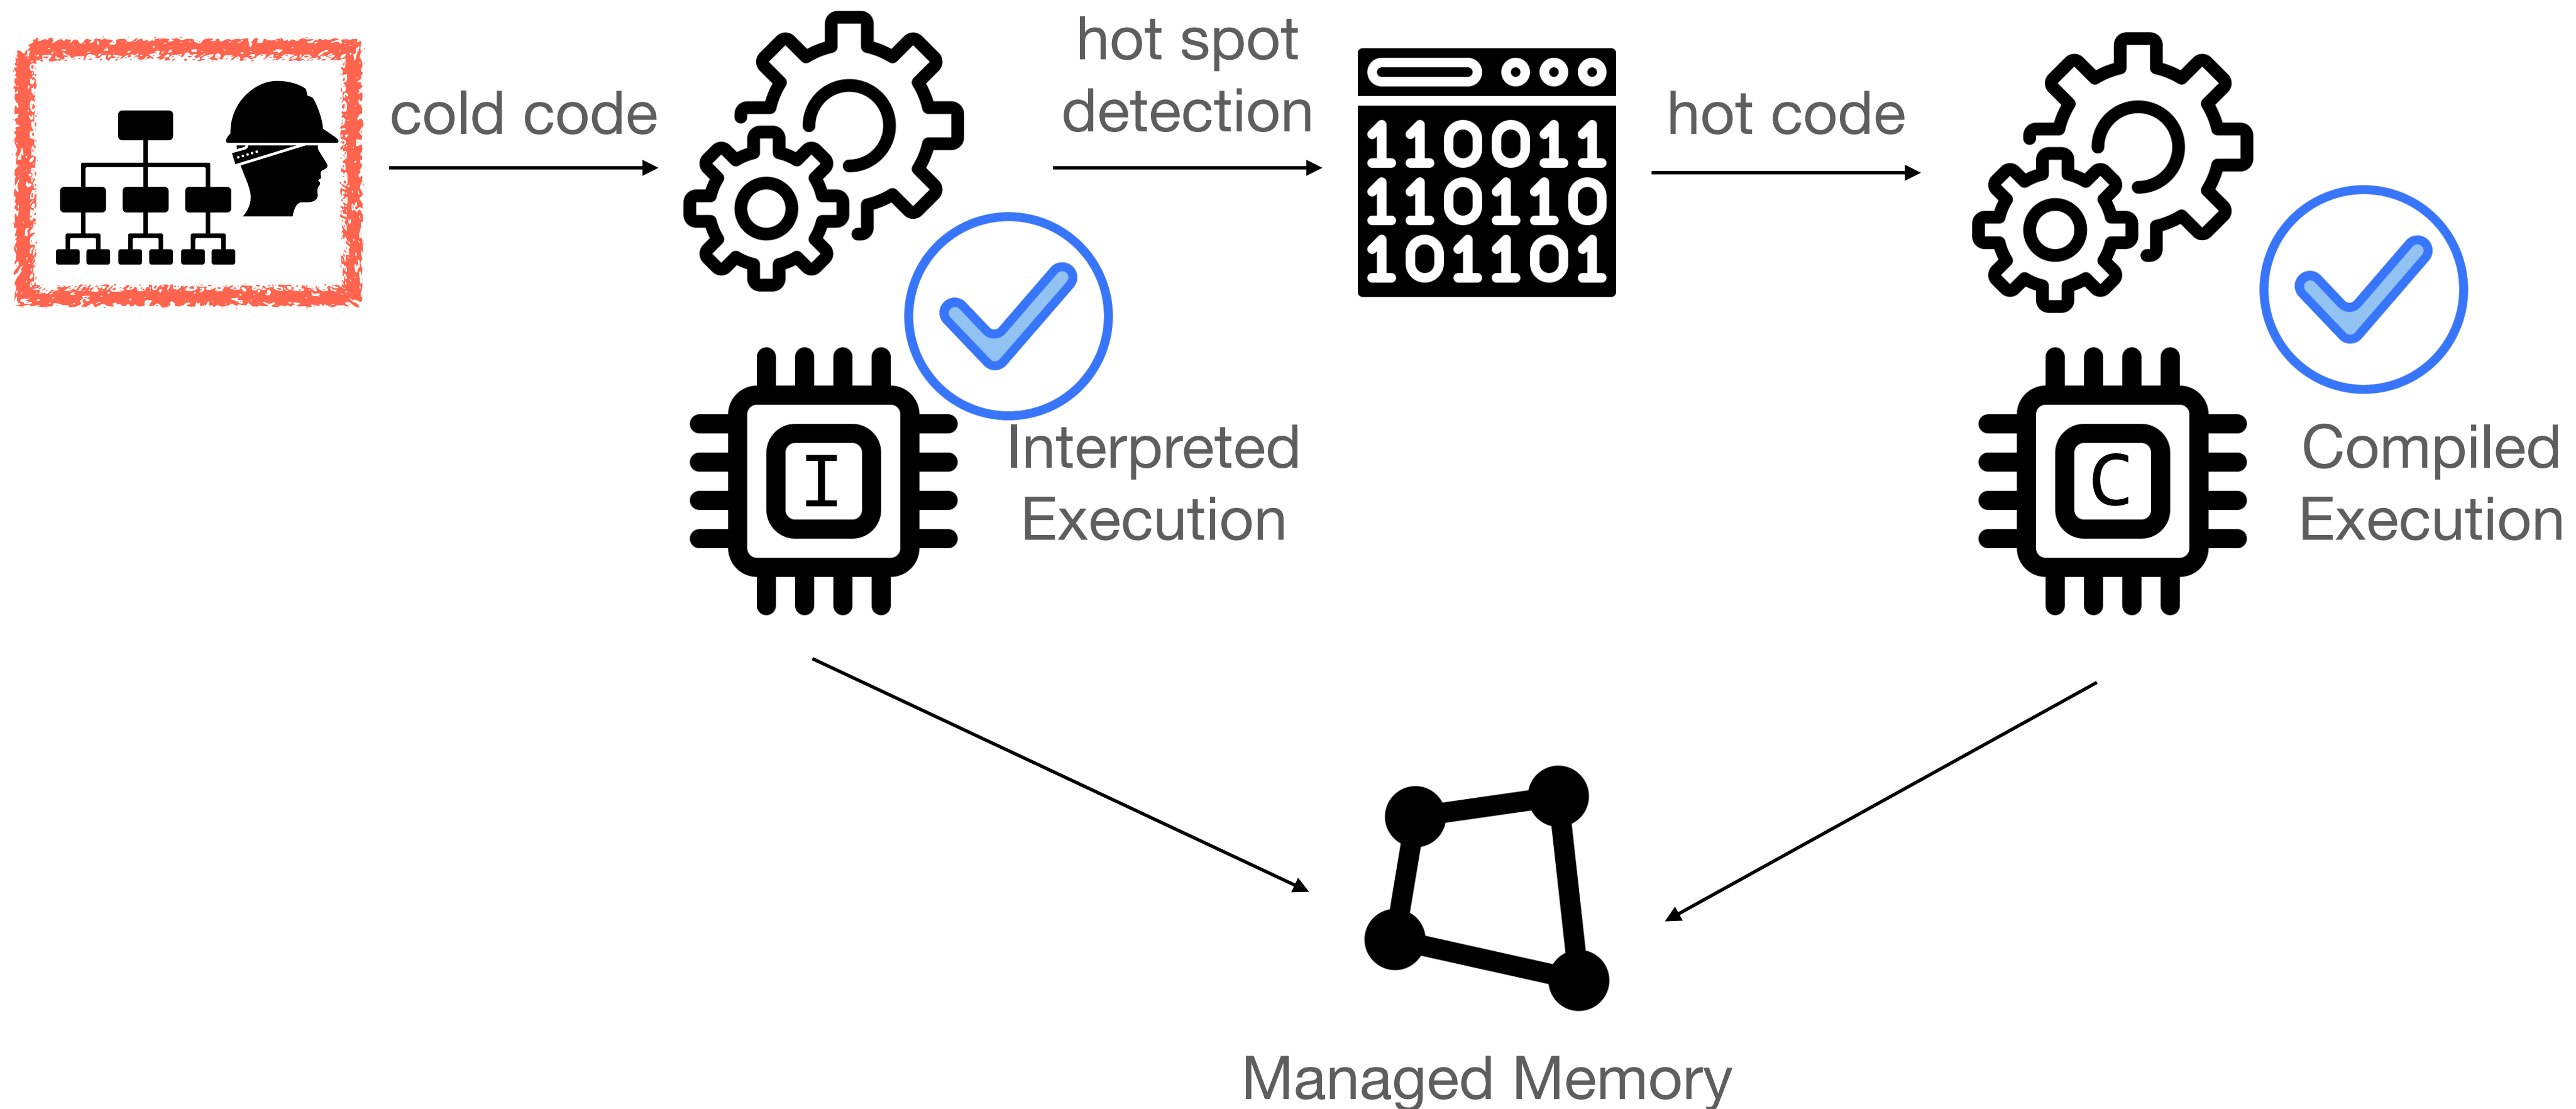 cold code
hot spot
detection
110011
110110
101101
hot code
I
Interpreted
Execution
C
Compiled
Execution
Managed Memory